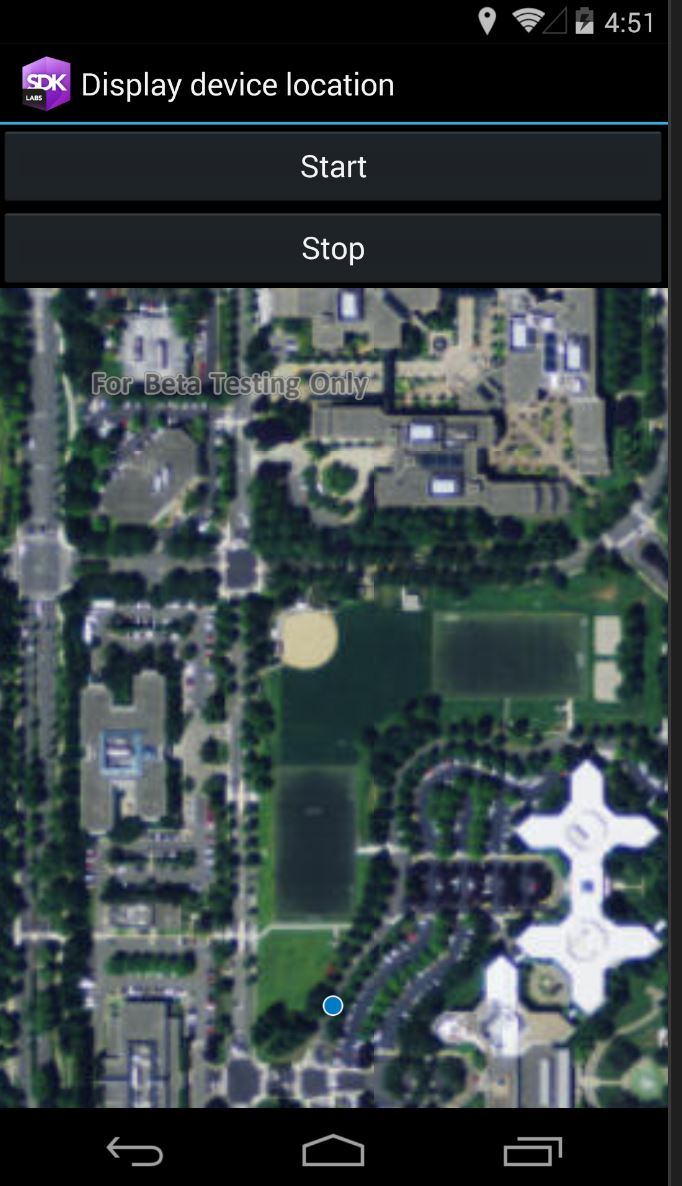 4:51
SDK
LABS
Display device location
Start
Stop
For Beta Testing Only